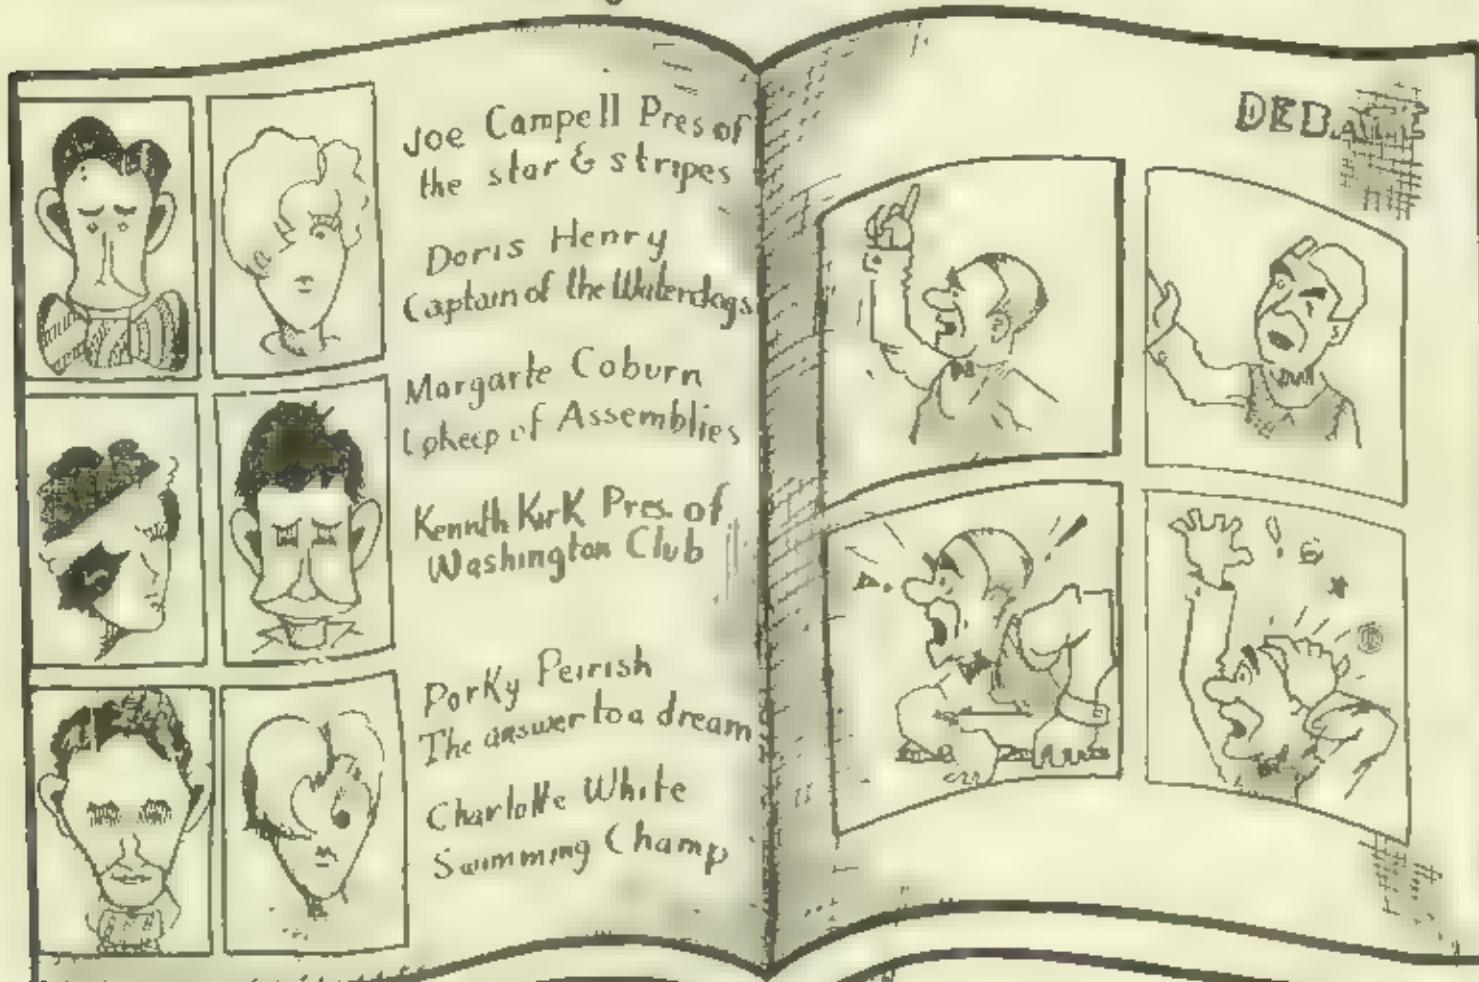 Joe Campell Pres of
the star & stripes
Doris Henry
Captain of the Waterdogs
Margarte Coburn
Upkeep of Assemblies
Kennth Kirk Pres. of
Washington Club
Porky Peirish
The answer to a dream
Charlotte White
Swimming Champ
DEBATE